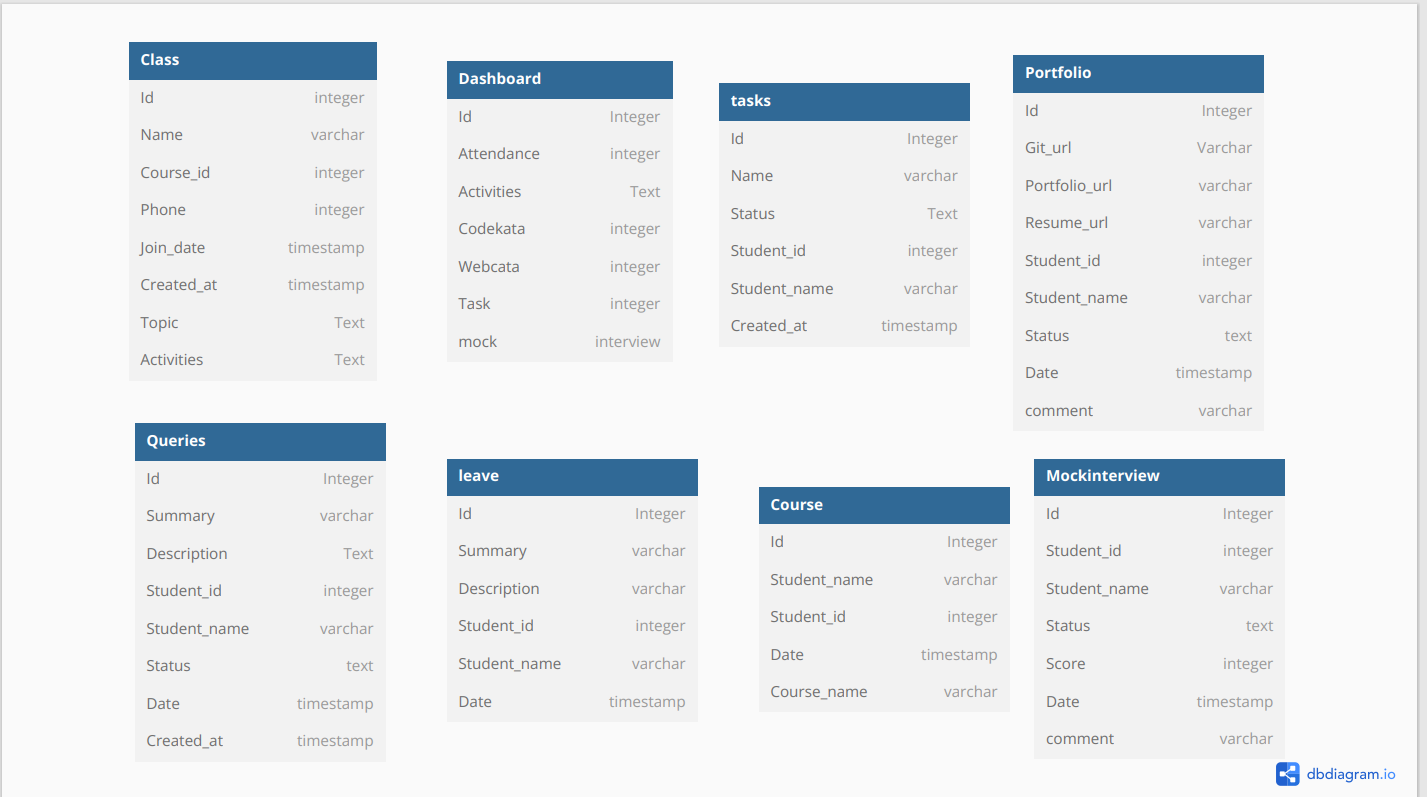 Class
Id integer
Name varchar
Course_id integer
Phone integer
Join_date timestamp
Created_at timestamp
Topic Text
Activities Text
Dashboard
Id Integer
Attendance integer
Activities Text
Codekata integer
Webcata integer
Task integer
mock interview
tasks
Id Integer
Name varchar
Status Text
Student_id integer
Student_name varchar
Created_at timestamp
Portfolio
Id Integer
Git_url Varchar
Portfolio_url varchar
Resume_url varchar
Student_id integer
Student_name varchar
Status text
Date timestamp
comment varchar
Queries
Id Integer
Summary varchar
Description Text
Student_id integer
Student_name varchar
Status text
Date timestamp
Created_at timestamp
leave
Id Integer
Summary varchar
Description varchar
Student_id integer
Student_name varchar
Date timestamp
Course
Id Integer
Student_name varchar
Student_id integer
Date timestamp
Course_name varchar
Mockinterview
Id Integer
Student_id integer
Student_name varchar
Status text
Score integer
Date timestamp
comment varchar
dbdiagram.io